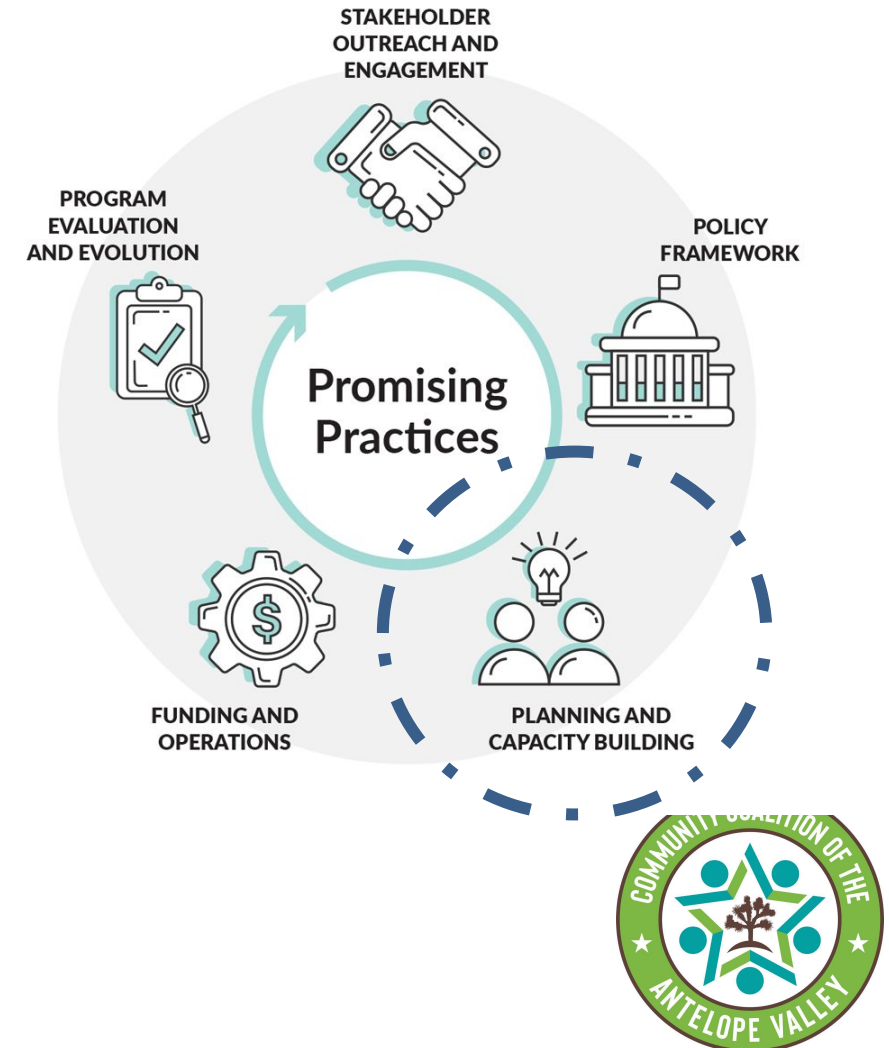 STAKEHOLDER
OUTREACH AND
ENGAGEMENT
PROGRAM
EVALUATION
AND EVOLUTION
POLICY
FRAMEWORK
Promising
Practices
$
FUNDING AND
OPERATIONS
PLANNING AND
CAPACITY BUILDING
COMMUNITY COALITION OF THE
ANTELOPE VALLEY